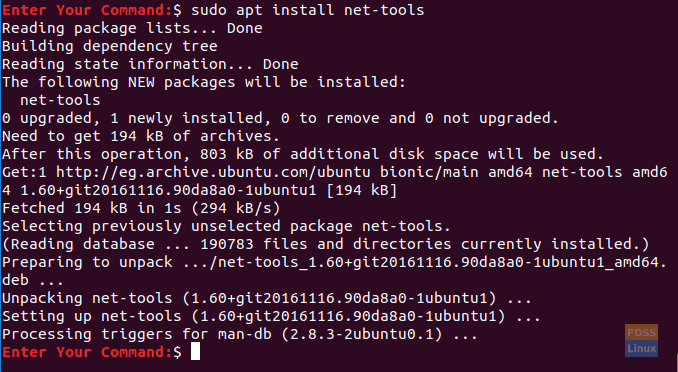 Enter Your Command:$ sudo apt install net-tools
Reading package lists... Done
Building dependency tree
Reading state information... Done
The following NEW packages will be installed:
  net-tools
0 upgraded, 1 newly installed, 0 to remove and 0 not upgraded.
Need to get 194 kB of archives.
After this operation, 803 kB of additional disk space will be used.
Get:1 http://eg.archive.ubuntu.com/ubuntu bionic/main amd64 net-tools amd6
4 1.60+git20161116.90da8a0-1ubuntu1 [194 kB]
Fetched 194 kB in 1s (294 kB/s)
Selecting previously unselected package net-tools.
(Reading database ... 190783 files and directories currently installed.)
Preparing to unpack .../net-tools_1.60+git20161116.90da8a0-1ubuntu1_amd64.
deb ...
Unpacking net-tools (1.60+git20161116.90da8a0-1ubuntu1) ...
Setting up net-tools (1.60+git20161116.90da8a0-1ubuntu1) ...
Processing triggers for man-db (2.8.3-2ubuntu0.1) ...
Enter Your Command:$
FOSS
Linux